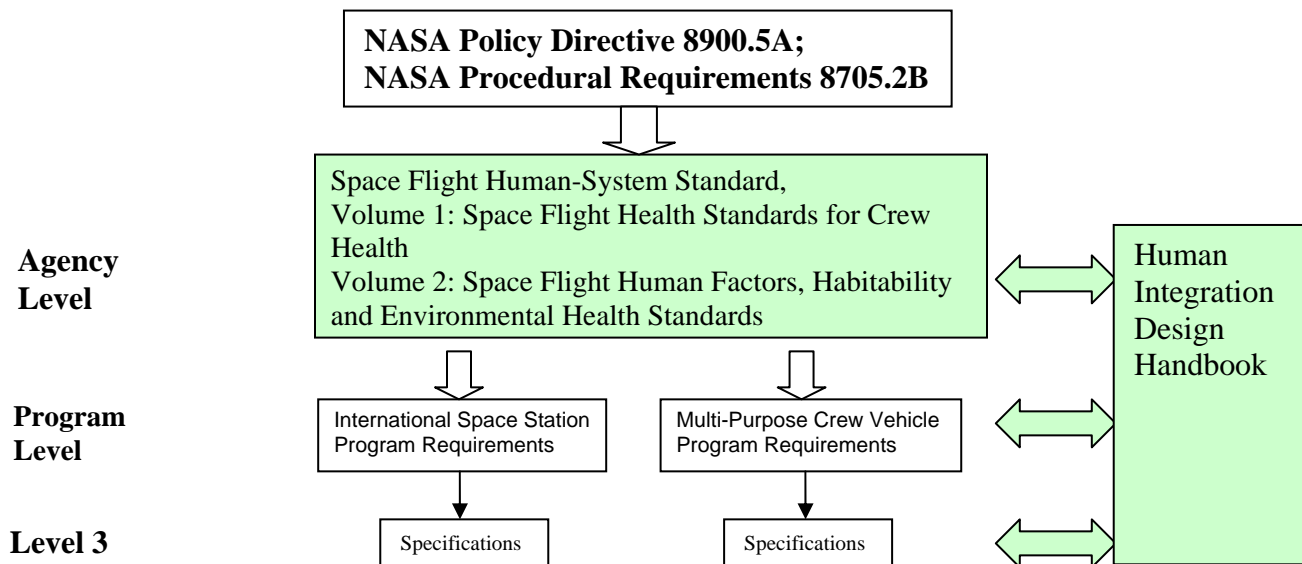 NASA Policy Directive 8900.5A;
NASA Procedural Requirements 8705.2B
Space Flight Human-System Standard,
Volume 1: Space Flight Health Standards for Crew
Health
Volume 2: Space Flight Human Factors, Habitability
and Environmental Health Standards
Agency
Level
Human
Integration
Design
Handbook
Program
Level
International Space Station
Program Requirements
Multi-Purpose Crew Vehicle
Program Requirements
Level 3
Specifications
Specifications